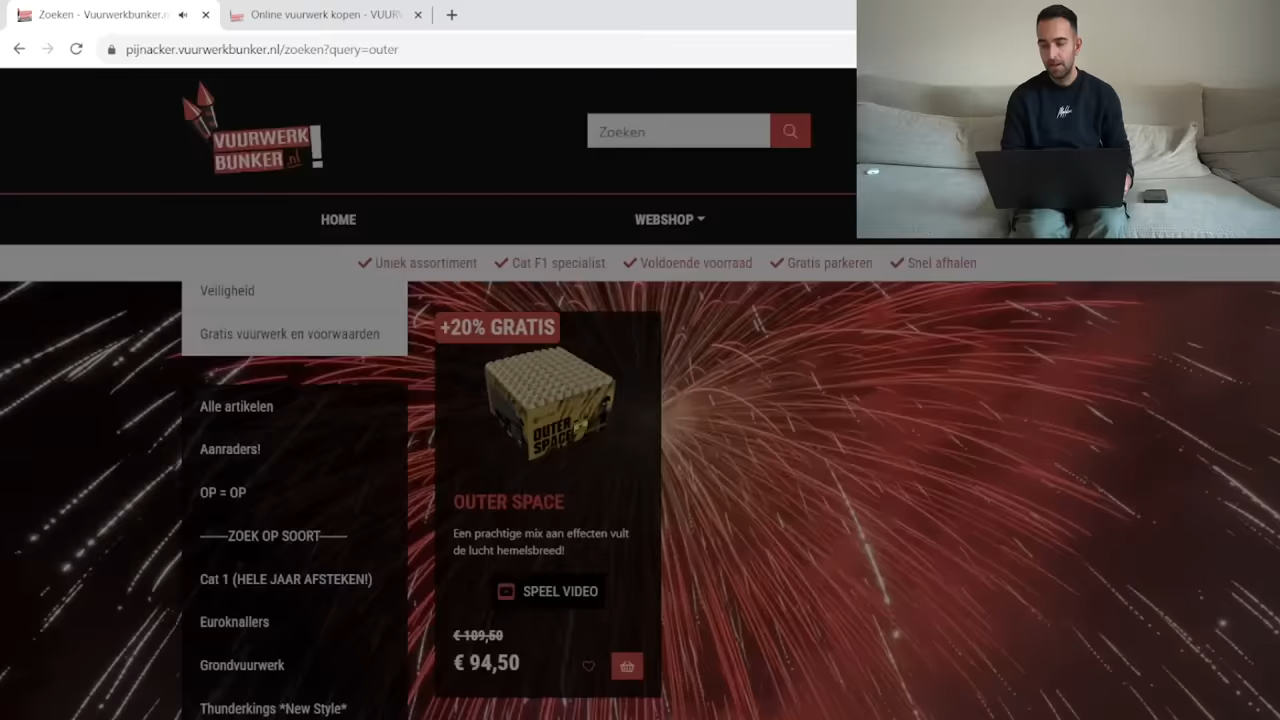 Zoeken - Vuurwerkbunker.n
Online vuurwerk kopen - VUUR
pijnacker.vuurwerkbunker.nl/zoeken?query=outer
VUURWERK
BUNKER.nl!
Zoeken
HOME
WEBSHOP
Uniek assortiment
Cat F1 specialist
Voldoende voorraad
Gratis parkeren
Snel afhalen
Veiligheid
Gratis vuurwerk en voorwaarden
Alle artikelen
Aanraders!
OP = OP
-----ZOEK OP SOORT-----
Cat 1 (HELE JAAR AFSTEKEN!)
Euroknallers
Grondvuurwerk
Thunderkings *New Style*
+20% GRATIS
OUTER
SPACE
OUTER SPACE
Een prachtige mix aan effecten vult
de lucht hemelsbreed!
SPEEL VIDEO
€ 109,50
€ 94,50